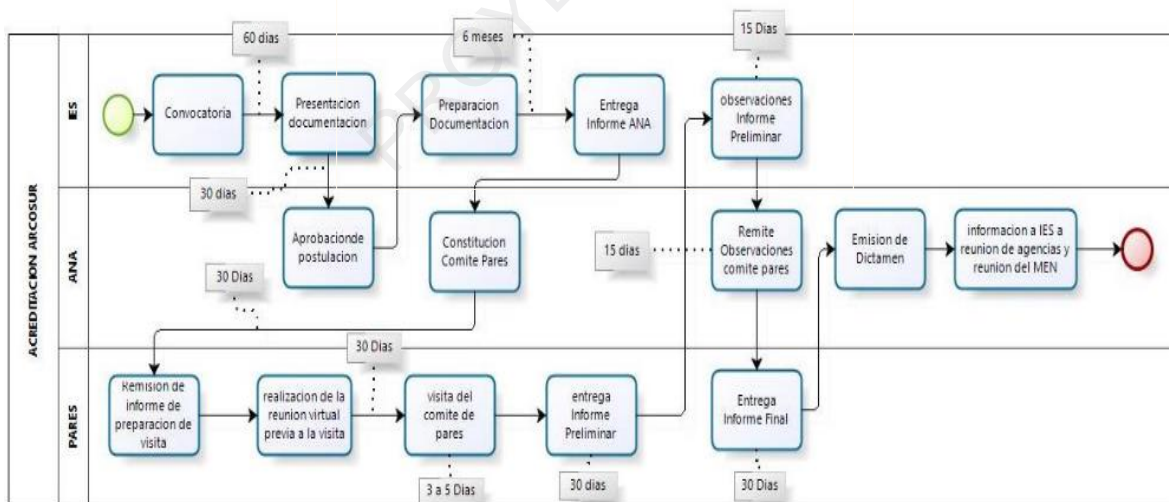 PROYE
60 dias
6 meses
15 Dias
ACREDITACION ARCOSUR
IES
Convocatoria
Presentacion
documentacion
Preparacion
Documentacion
Entrega
Informe ANA
observaciones
Informe
Preliminar
30 dias
ANA
Aprobacionde
postulacion
Constitucion
Comite Pares
15 dias
Remite
Observaciones
comite pares
Emision de
Dictamen
informacion a IES a
reunion de agencias y
reunion del MEN
30 Dias
30 Dias
PARES
Remision de
informe de
preparacion de
visita
realizacion de la
reunion virtual
previa a la visita
visita del
comite de
pares
entrega
Informe
Preliminar
Entrega
Informe Final
3 a 5 Dias
30 dias
30 Dias